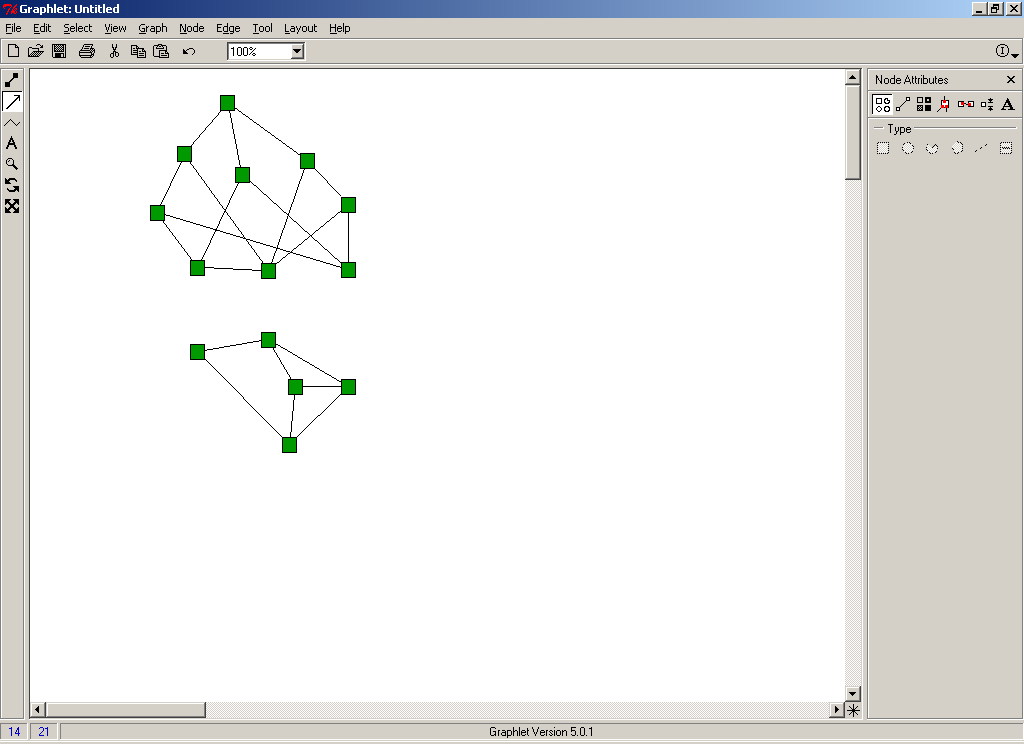 Graphlet: Untitled
File Edit Select View Graph Node Edge Tool Layout Help
100%
Node Attributes
A
A
Type
14 21 Graphlet Version 5.0.1